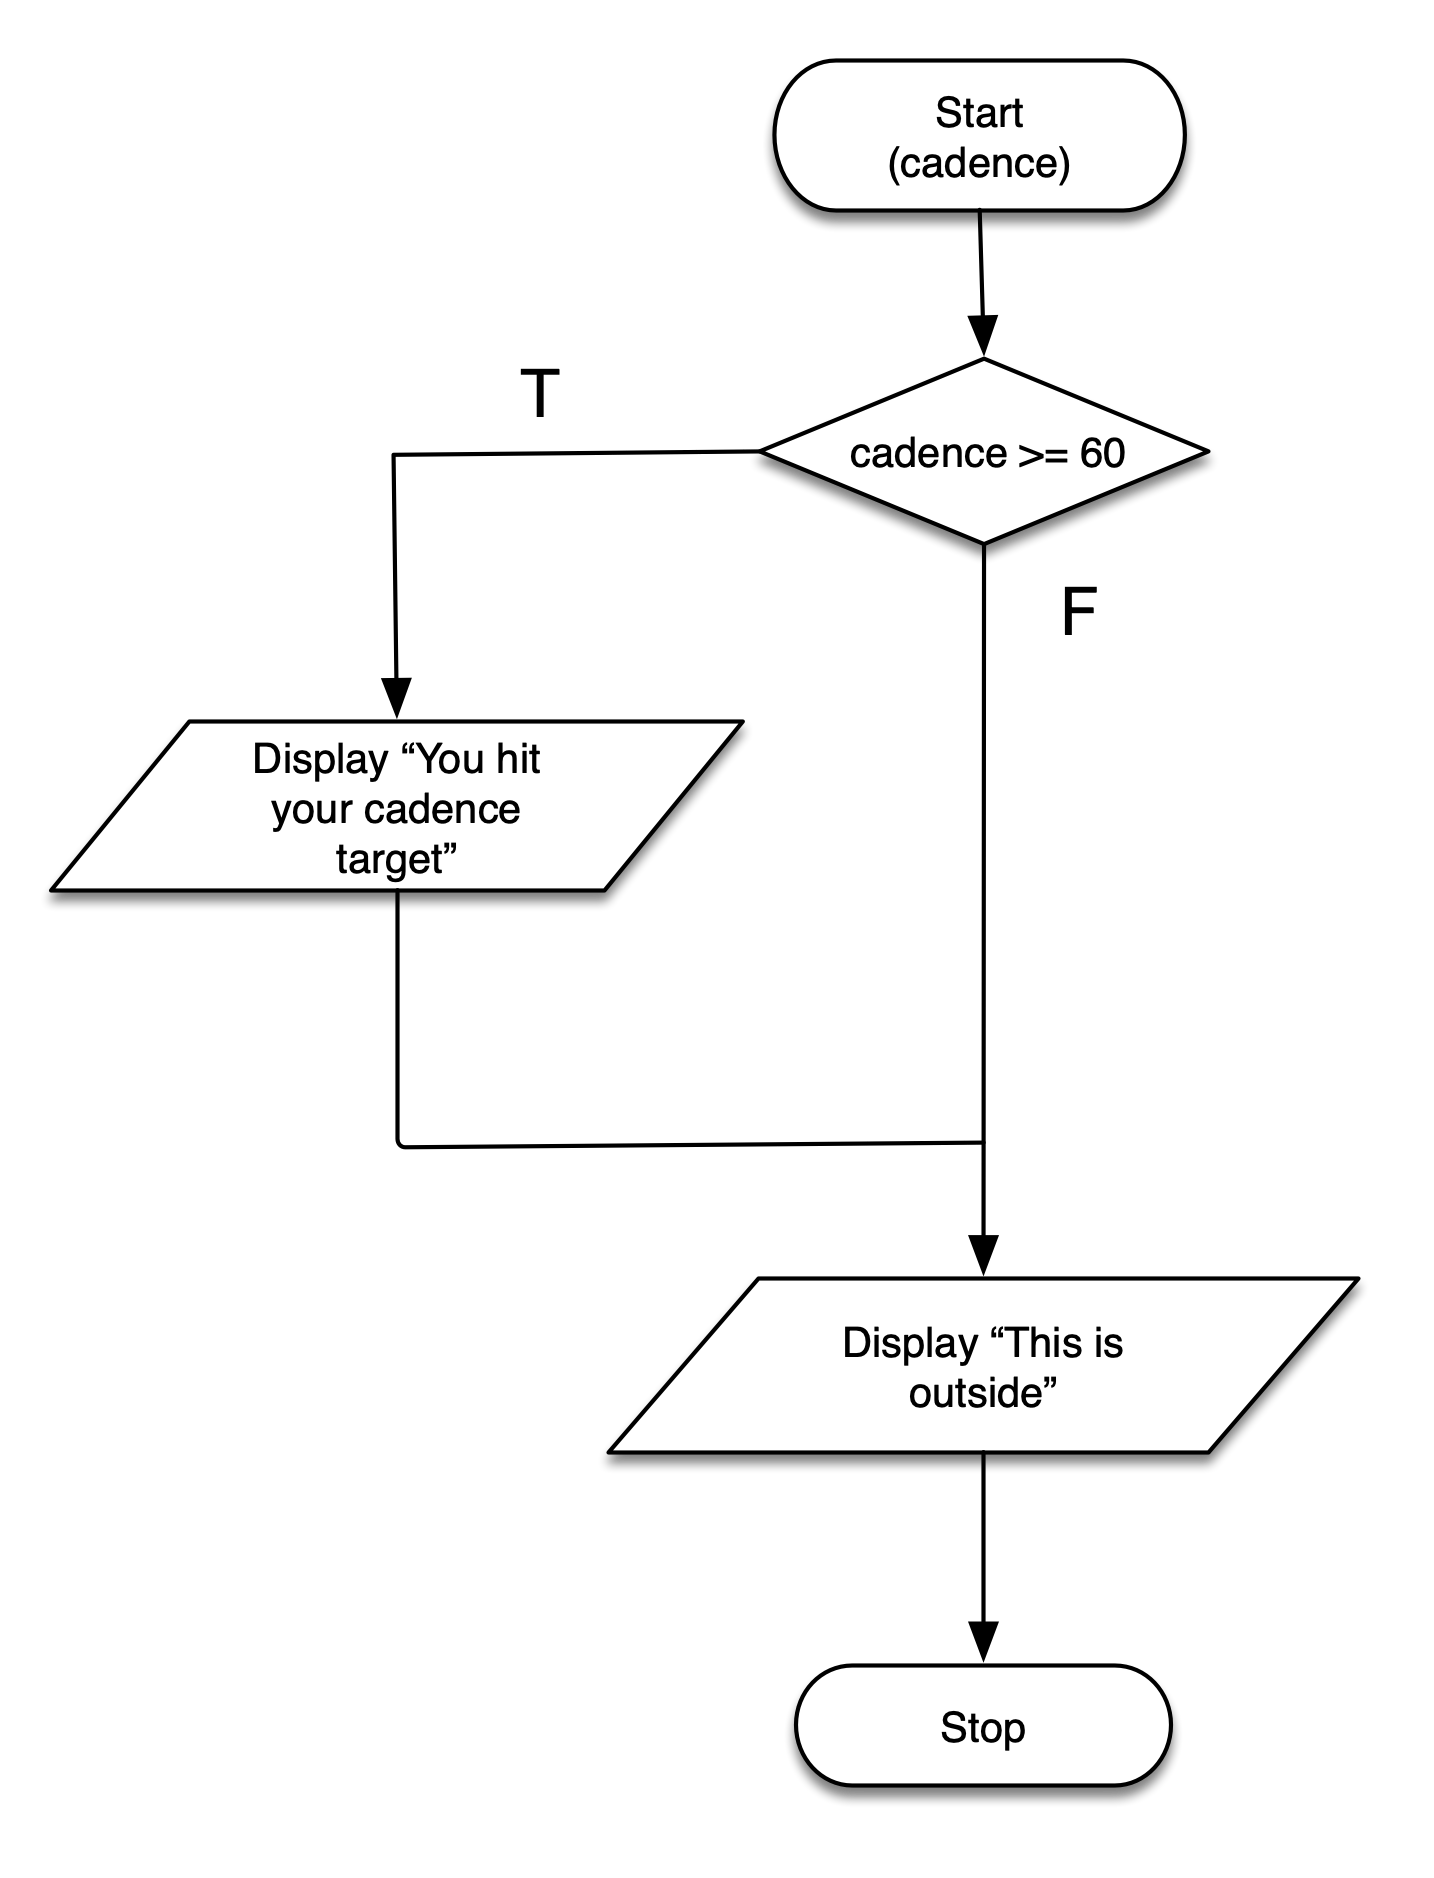 Start
(cadence)
T
cadence >= 60
F
Display “You hit
your cadence
target”
Display “This is
outside”
Stop